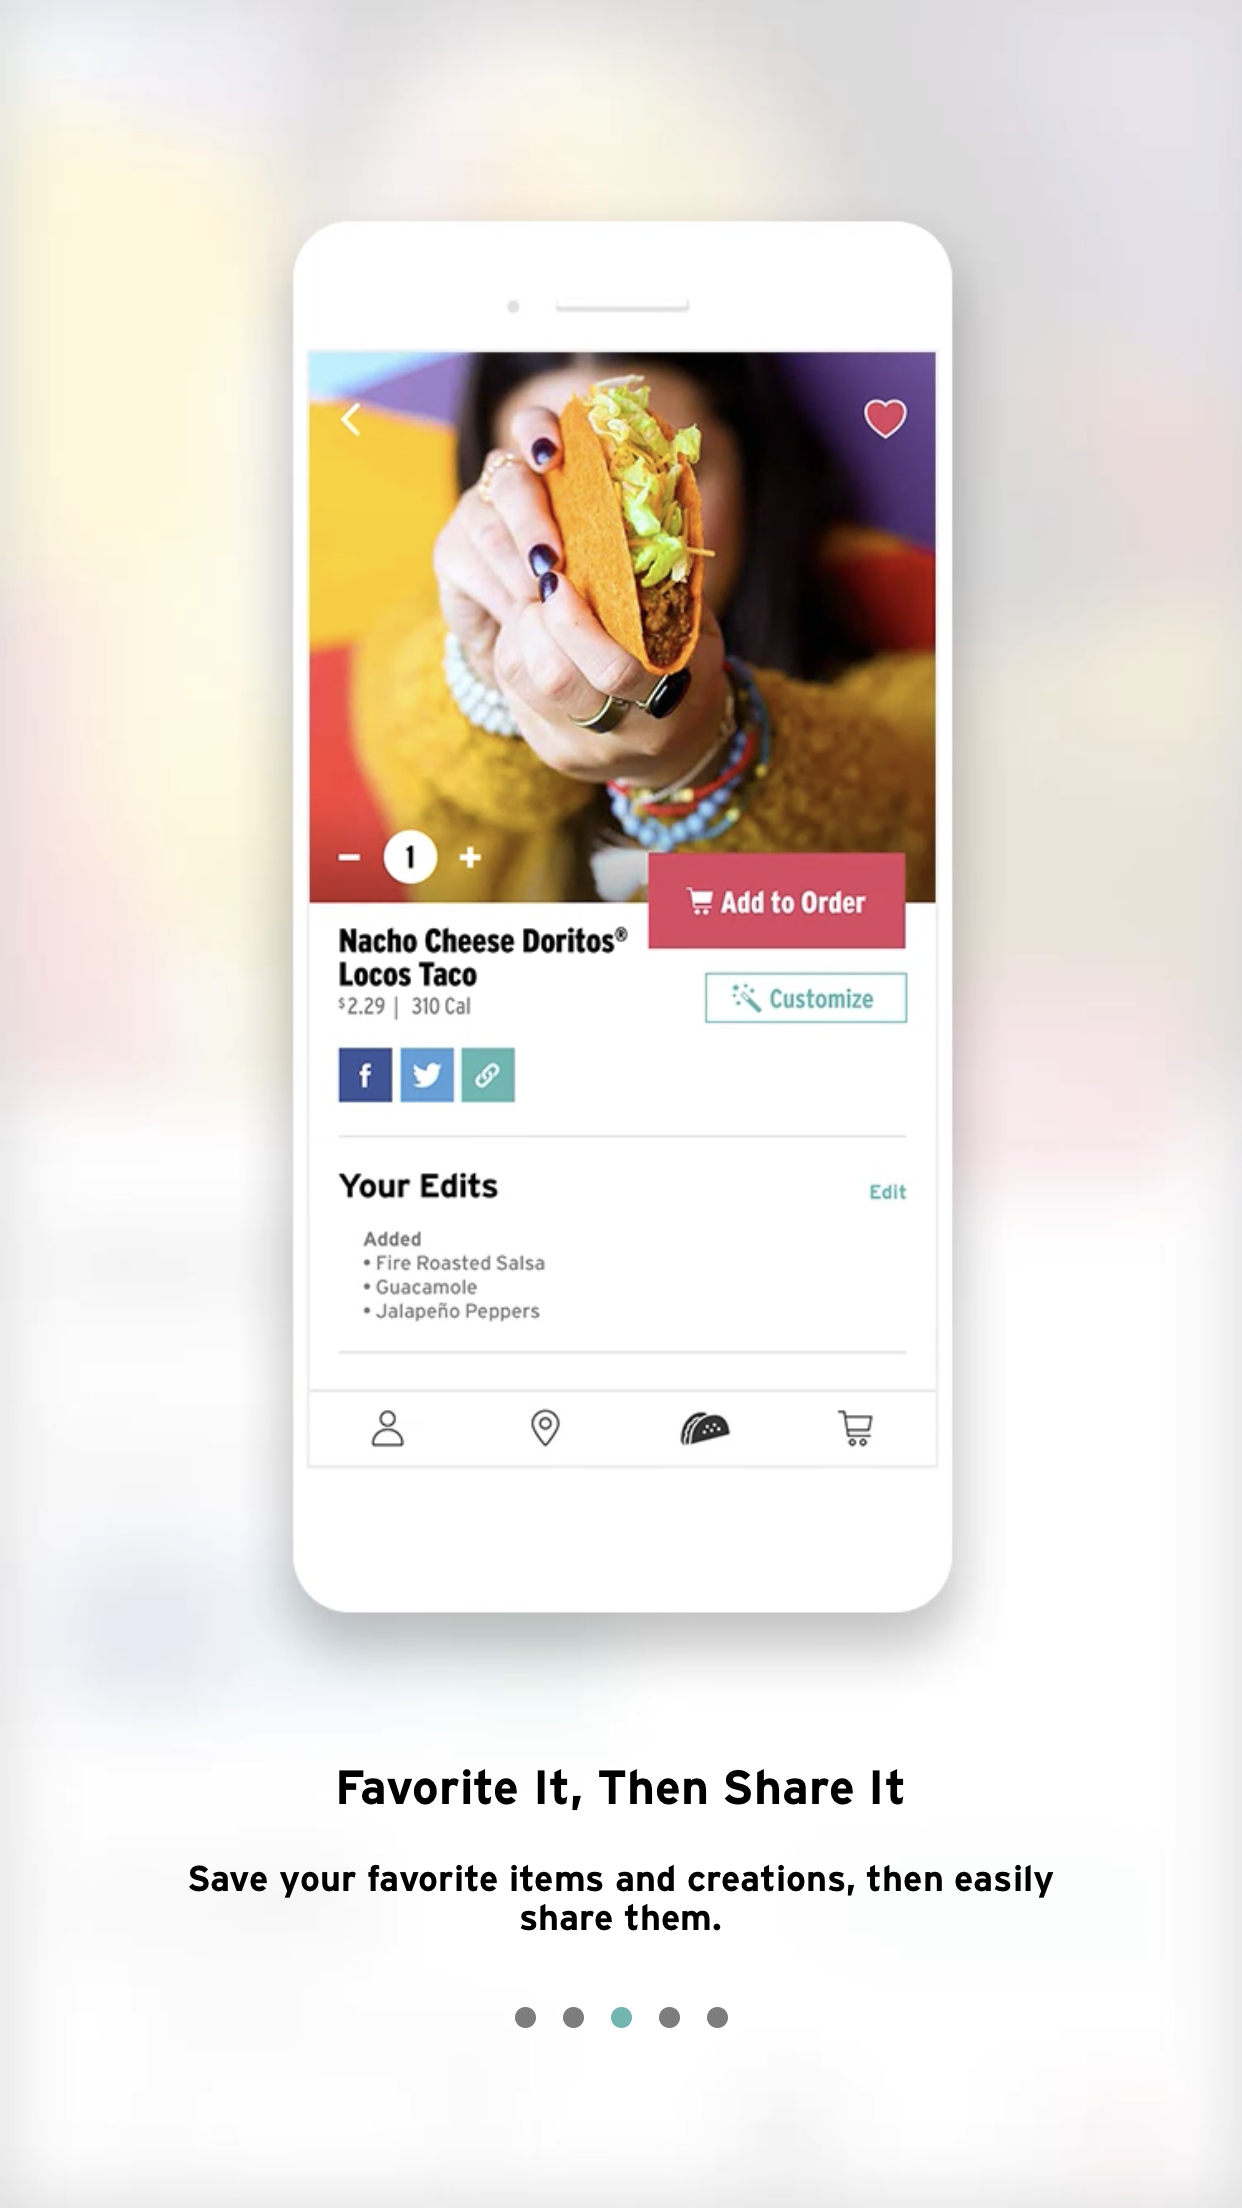 1
Add to Order
Nacho Cheese Doritos®
Locos Taco
$2.29 | 310 Cal
Customize
f
Your Edits
Edit
Added
• Fire Roasted Salsa
• Guacamole
• Jalapeño Peppers
Favorite It, Then Share It
Save your favorite items and creations, then easily
share them.